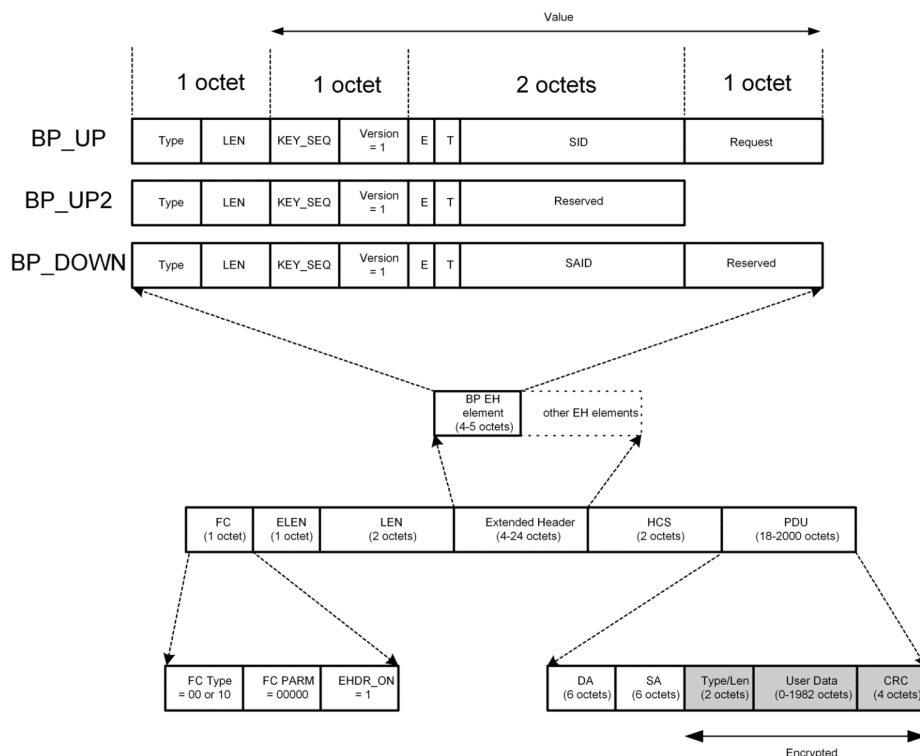 Value
1 octet 1 octet 2 octets 1 octet
BP_UP Type LEN KEY_SEQ Version = 1 E T SID Request
BP_UP2 Type LEN KEY_SEQ Version = 1 E T Reserved
BP_DOWN Type LEN KEY_SEQ Version = 1 E T SAID Reserved
BP EH
element
(4-5 octets)
other EH elements
FC ELEN LEN Extended Header HCS PDU
(1 octet) (1 octet) (2 octets) (4-24 octets) (2 octets) (18-2000 octets)
FC Type FC PARM EHDR_ON
= 00 or 10 = 00000 = 1
DA SA Type/Len User Data CRC
(6 octets) (6 octets) (2 octets) (0-1982 octets) (4 octets)
Encrypted